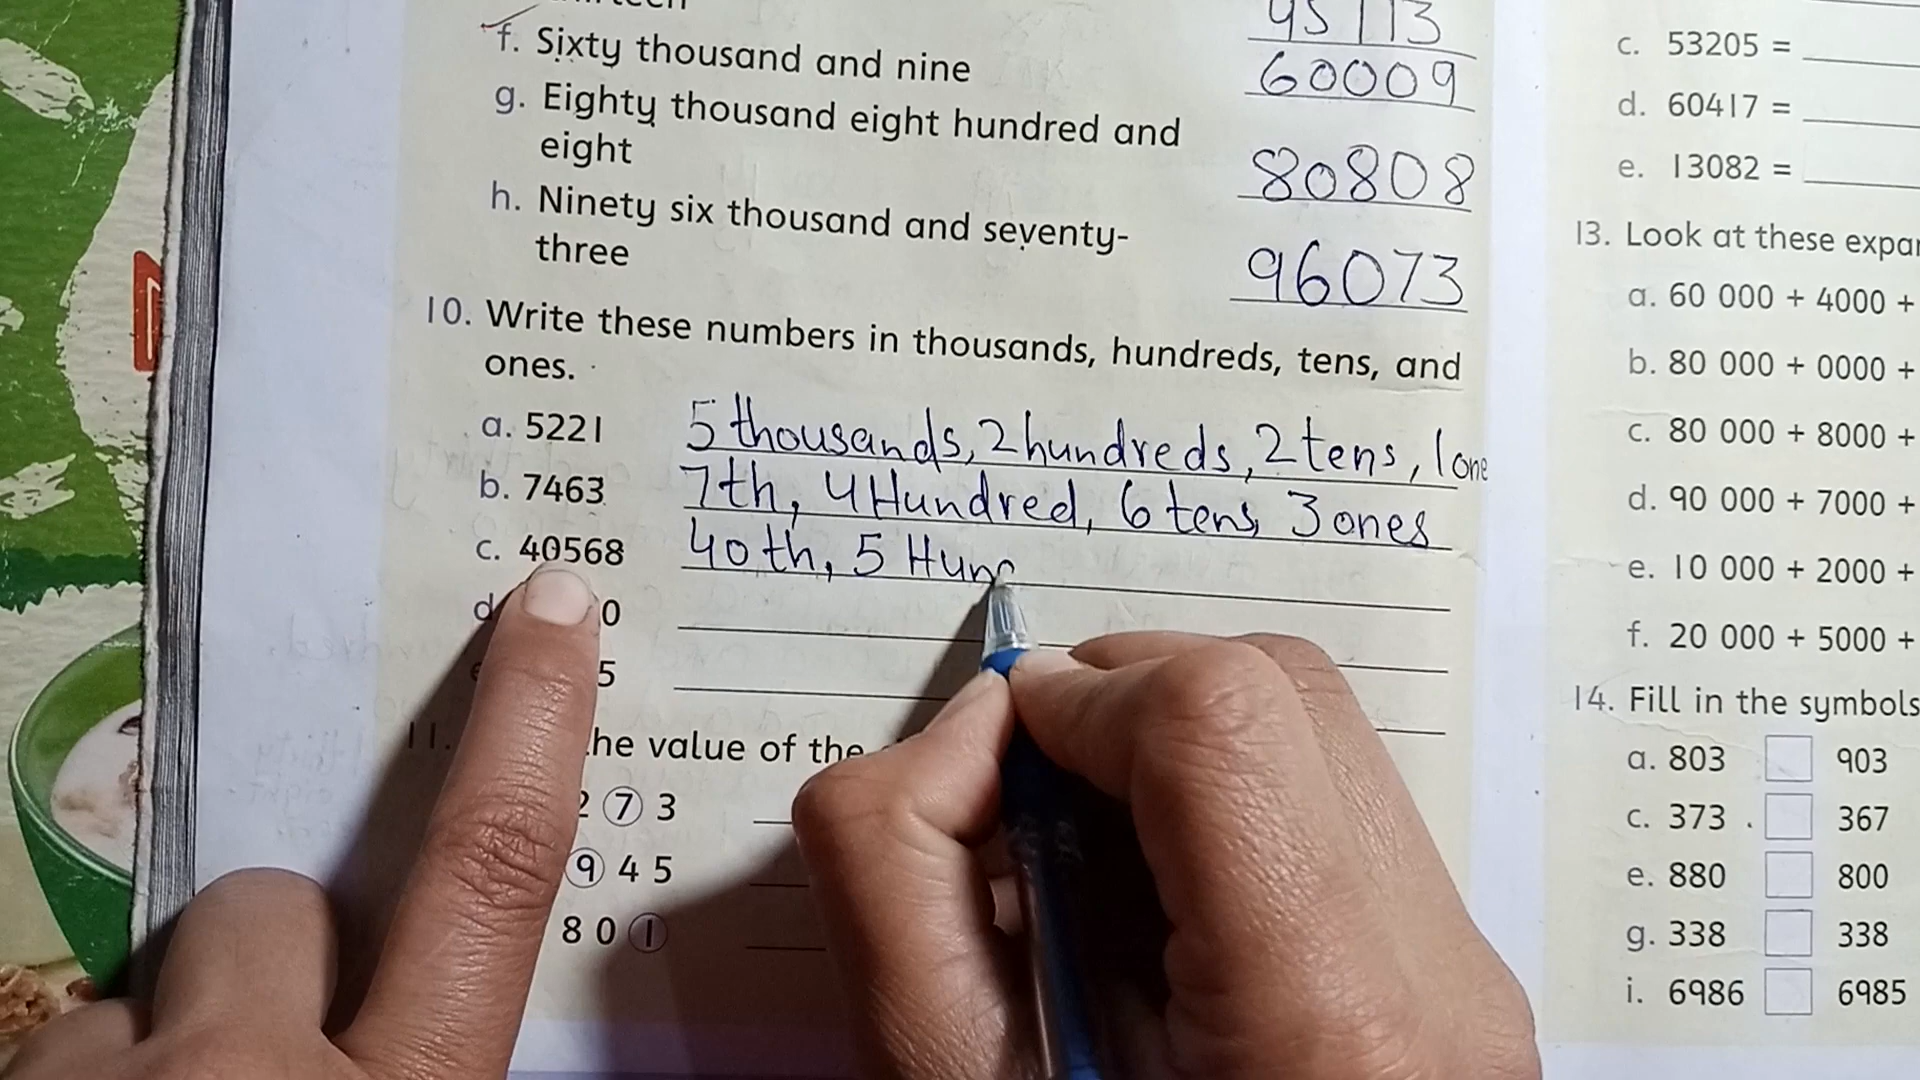 f. Sixty thousand and nine 60009
g. Eighty thousand eight hundred and
eight 80808
h. Ninety six thousand and seventy-
three 96073
10. Write these numbers in thousands, hundreds, tens, and
ones.
a. 5221 5 thousands, 2 hundreds, 2 tens, 1 one
b. 7463 7th, 4 Hundred, 6 tens, 3 ones
c. 40568 40 th, 5 Hun
0
5
11. he value of the
2 7 3
9 4 5
8 0 1
c. 53205 =
d. 60417 =
e. 13082 =
13. Look at these
a. 60 000 + 4000 +
b. 80 000 + 0000 +
c. 80 000 + 8000 +
d. 90 000 + 7000 +
e. 10 000 + 2000 +
f. 20 000 + 5000 +
14. Fill in the symbols
a. 803 903
c. 373 367
e. 880 800
g. 338 338
i. 6986 6985